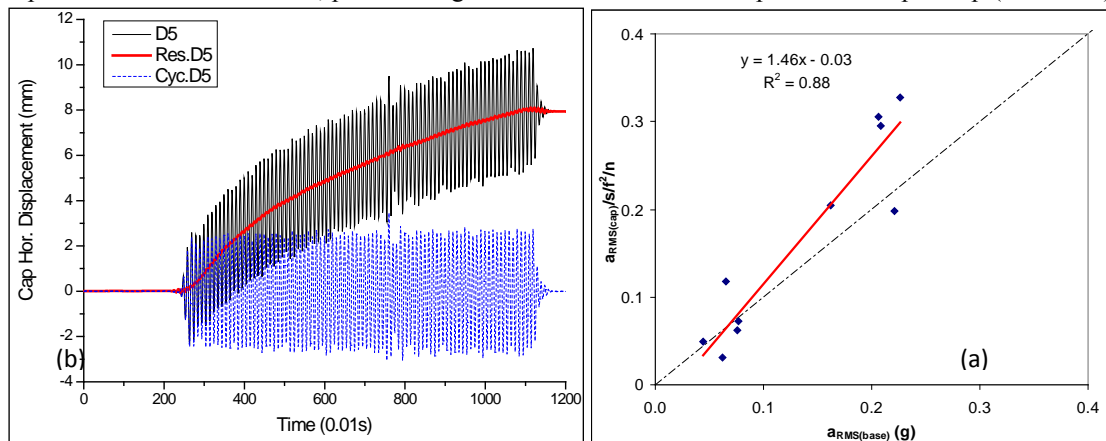 12
10
8
6
4
2
0
-2
-4
Cap Hor. Displacement (mm)
D5
Res.D5
Cyc.D5
(b)
0 200 400 600 800 1000 1200
Time (0.01s)
0.4
0.3
0.2
0.1
0
aRMS(cap)/s/f²/n
y = 1.46x - 0.03
R² = 0.88
(a)
0.0 0.1 0.2 0.3 0.4
aRMS(base) (g)